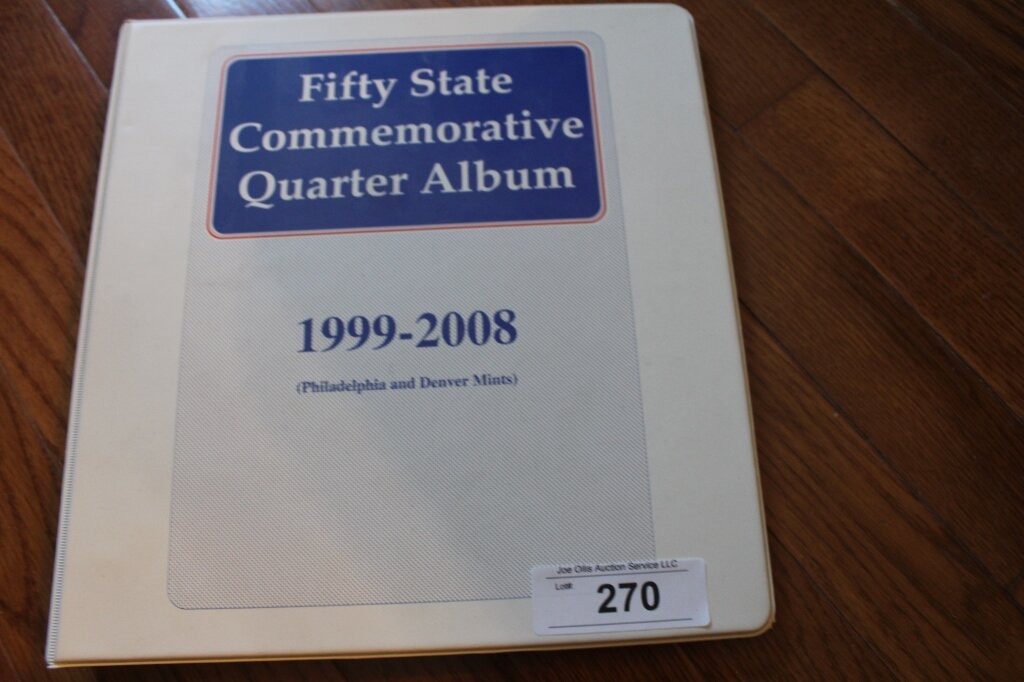 Fifty State
Commemorative
Quarter Album
1999-2008
(Philadelphia and Denver Mints)
Joe Ollis Auction Service LLC
Lot#:
270